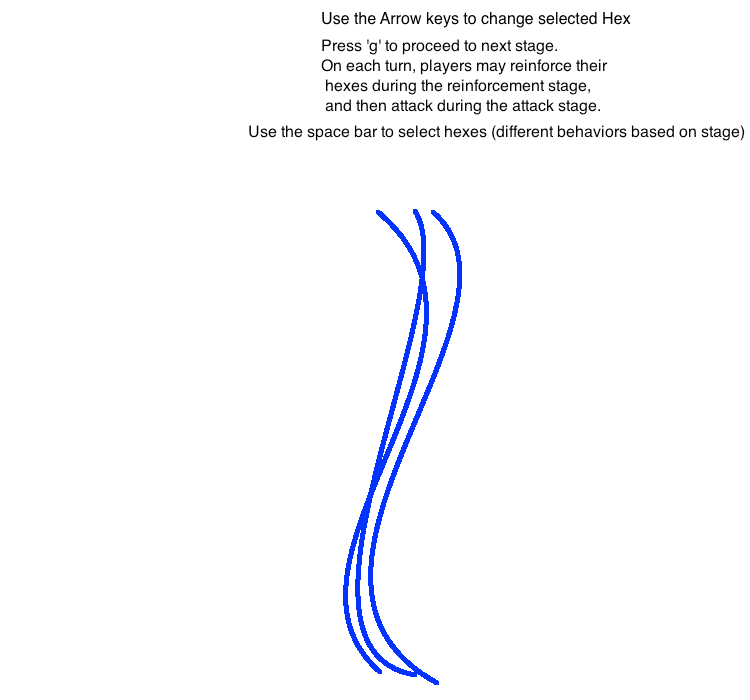 Use the Arrow keys to change selected Hex
Press 'g' to proceed to next stage.
On each turn, players may reinforce their
hexes during the reinforcement stage,
and then attack during the attack stage.
Use the space bar to select hexes (different behaviors based on stage)